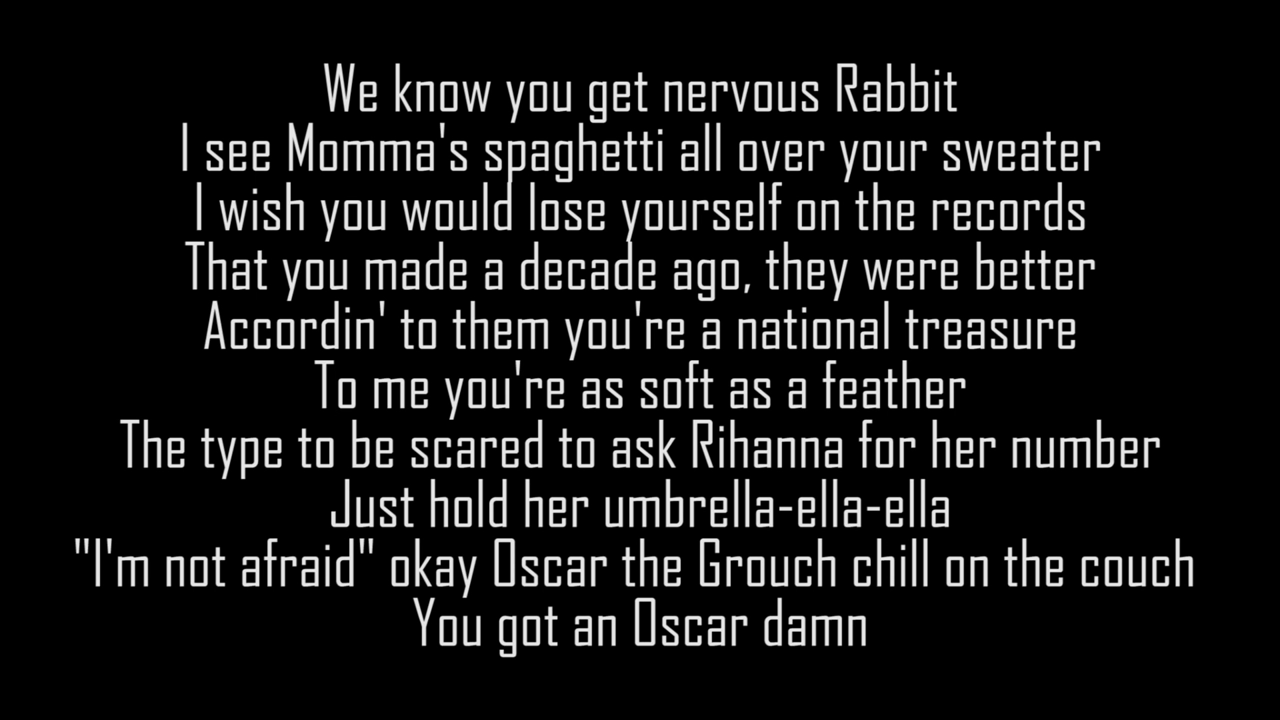 We know you get nervous Rabbit
I see Momma's spaghetti all over your sweater
I wish you would lose yourself on the records
That you made a decade ago, they were better
Accordin' to them you're a national treasure
To me you're as soft as a feather
The type to be scared to ask Rihanna for her number
Just hold her umbrella-ella-ella
"I'm not afraid" okay Oscar the Grouch chill on the couch
You got an Oscar damn